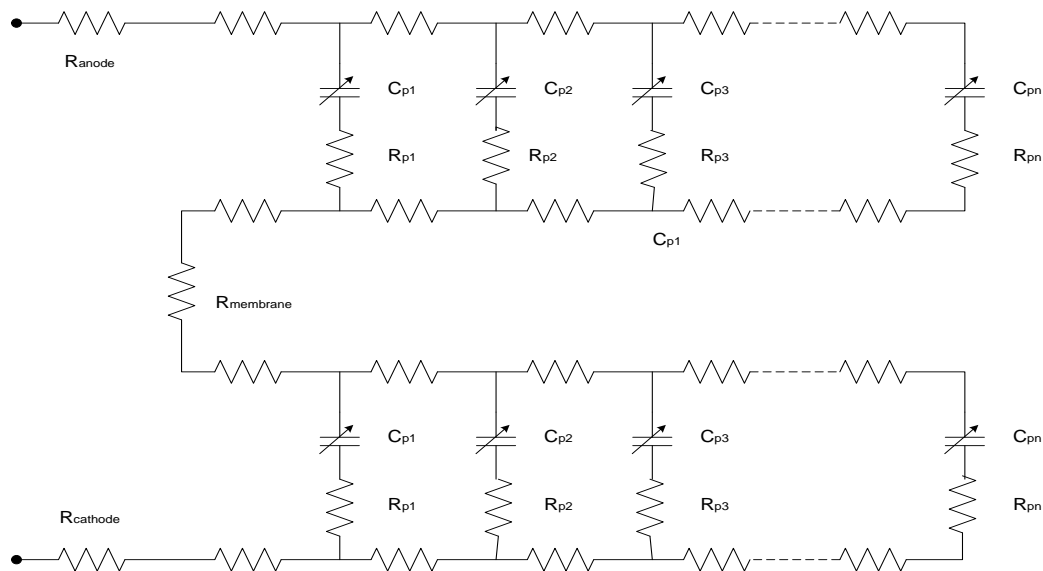 Ranode
Cp1 Cp2 Cp3 Cpn
Rp1 Rp2 Rp3 Rpn
Cp1
Rmembrane
Cp1 Cp2 Cp3 Cpn
Rp1 Rp2 Rp3 Rpn
Rcathode